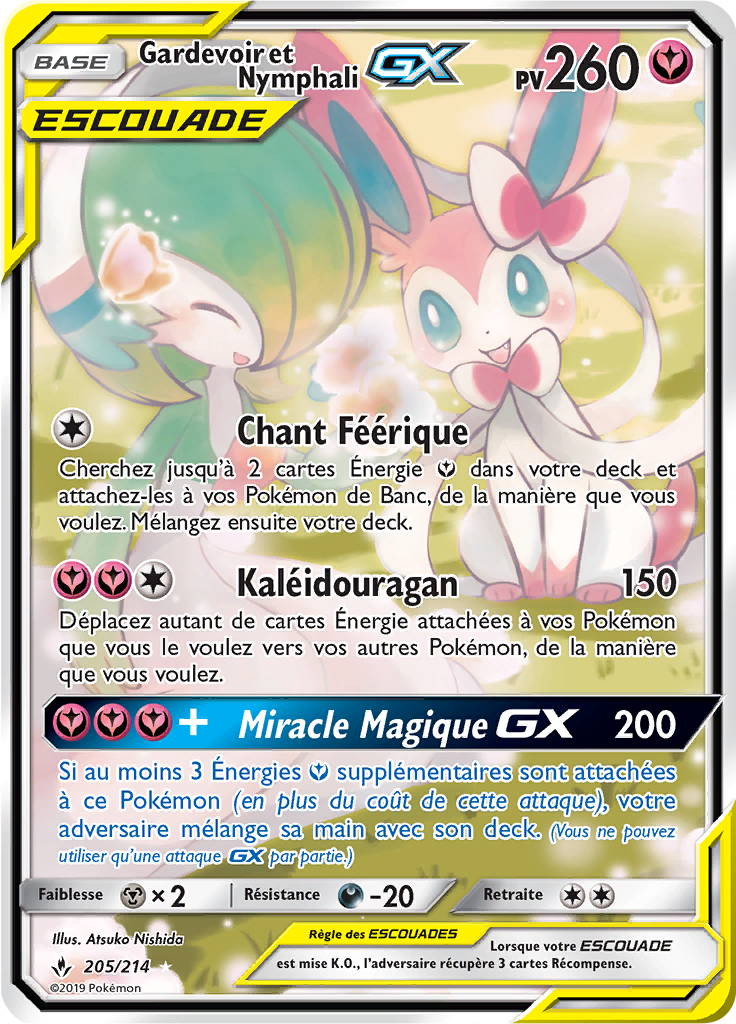 BASE
Gardevoir et
Nymphali GX
PV260
ESCOUADE
Chant Féérique
Cherchez jusqu'à 2 cartes Énergie dans votre deck et
attachez-les à vos Pokémon de Banc, de la manière que vous
voulez. Mélangez ensuite votre deck.
Kaléidouragan 150
Déplacez autant de cartes Énergie attachées à vos Pokémon
que vous le voulez vers vos autres Pokémon, de la manière
que vous voulez.
+ Miracle Magique GX 200
Si au moins 3 Énergies supplémentaires sont attachées
à ce Pokémon (en plus du coût de cette attaque), votre
adversaire mélange sa main avec son deck. (Vous ne pouvez
utiliser qu'une attaque GX par partie.)
Faiblesse ×2 Résistance -20 Retraite
Illus. Atsuko Nishida
205/214
©2019 Pokémon
Règle des ESCOUADES
Lorsque votre ESCOUADE
est mise K.O., l'adversaire récupère 3 cartes Récompense.